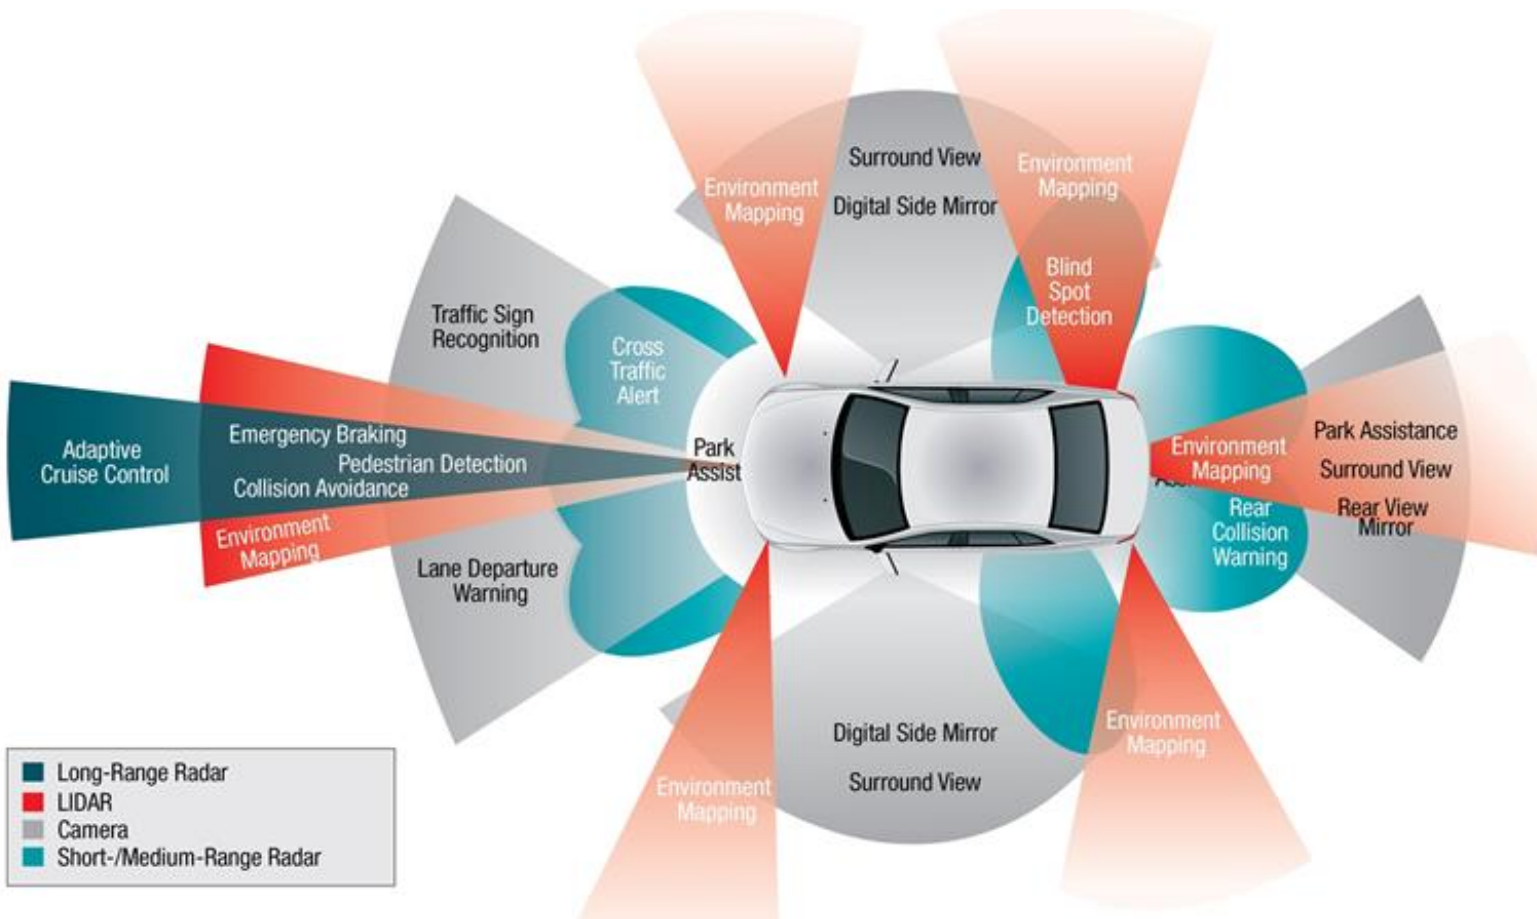 Surround View
Digital Side Mirror
Environment
Mapping
Environment
Mapping
Blind
Spot
Detection
Traffic Sign
Recognition
Cross
Traffic
Alert
Adaptive
Cruise Control
Emergency Braking
Pedestrian Detection
Collision Avoidance
Environment
Mapping
Lane Departure
Warning
Park
Assist
Environment
Mapping
Park Assistance
Surround View
Rear View
Mirror
Rear
Collision
Warning
Environment
Mapping
Digital Side Mirror
Surround View
Environment
Mapping
Long-Range Radar
LIDAR
Camera
Short-/Medium-Range Radar